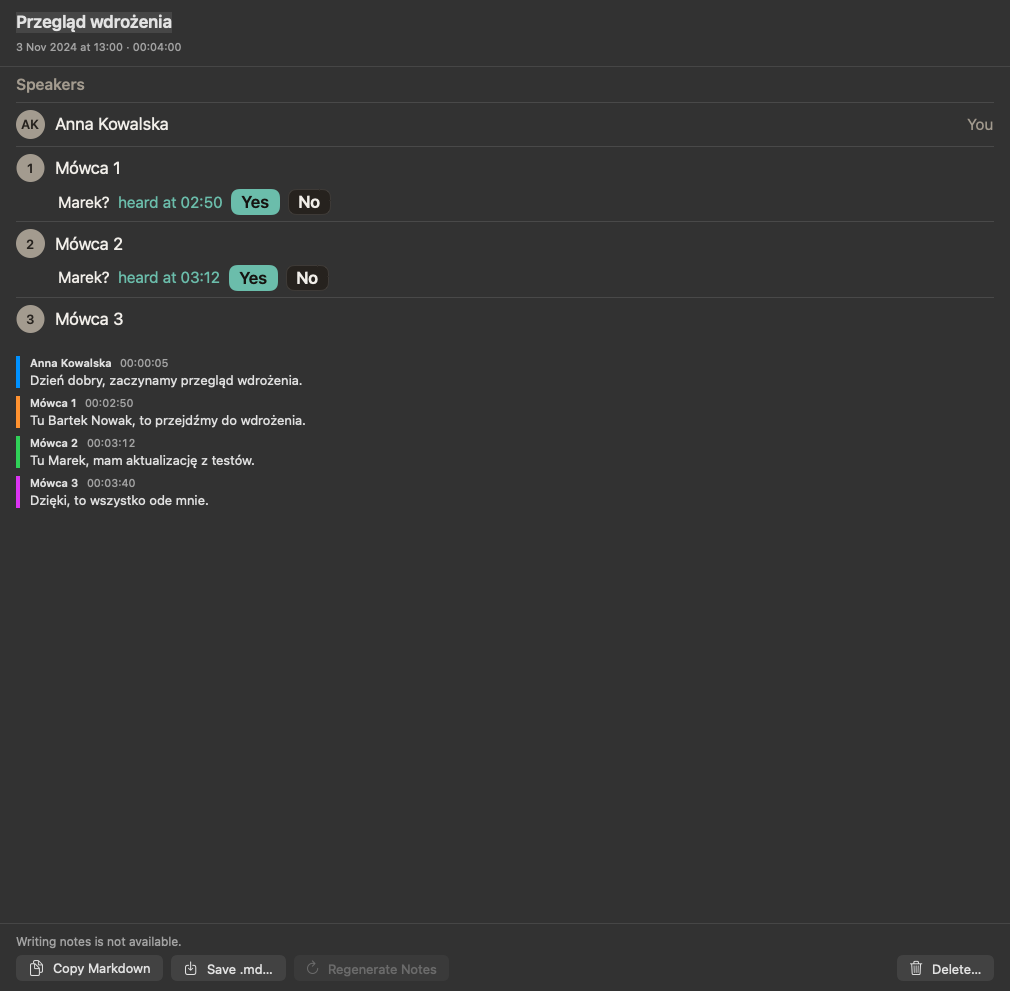 Przegląd wdrożenia
3 Nov 2024 at 13:00 · 00:04:00
Speakers
AK Anna Kowalska You
1 Mówca 1
Marek? heard at 02:50 Yes No
2 Mówca 2
Marek? heard at 03:12 Yes No
3 Mówca 3
Anna Kowalska 00:00:05
Dzień dobry, zaczynamy przegląd wdrożenia.
Mówca 1 00:02:50
Tu Bartek Nowak, to przejdźmy do wdrożenia.
Mówca 2 00:03:12
Tu Marek, mam aktualizację z testów.
Mówca 3 00:03:40
Dzięki, to wszystko ode mnie.
Writing notes is not available.
Copy Markdown Save .md... Regenerate Notes Delete...